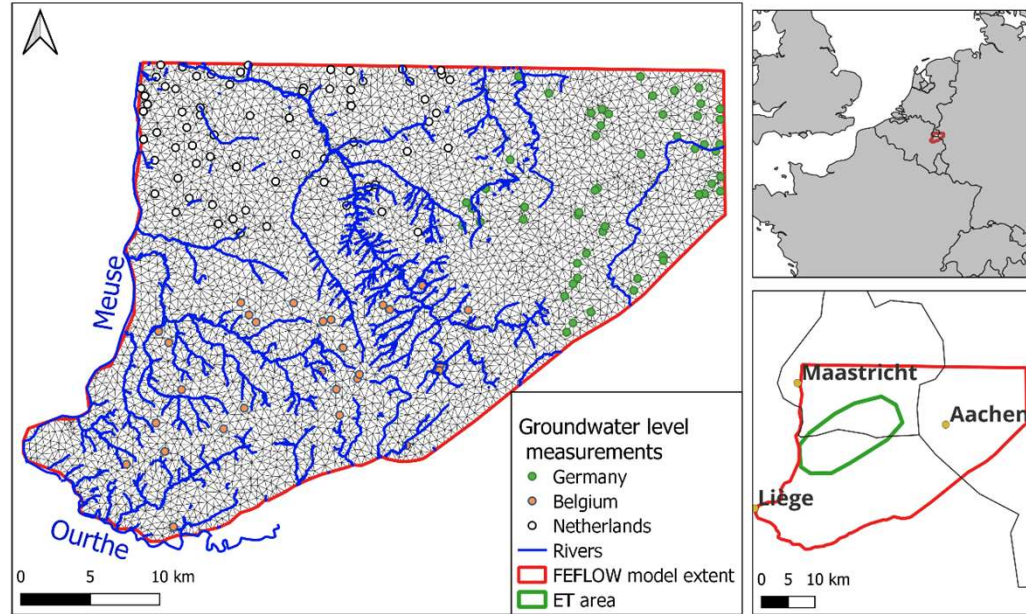 Meuse
Ourthe
0 5 10 km
Groundwater level
measurements
Germany
Belgium
Netherlands
Rivers
FEFLOW model extent
ET area
Maastricht
Aachen
Liège
0 5 10 km